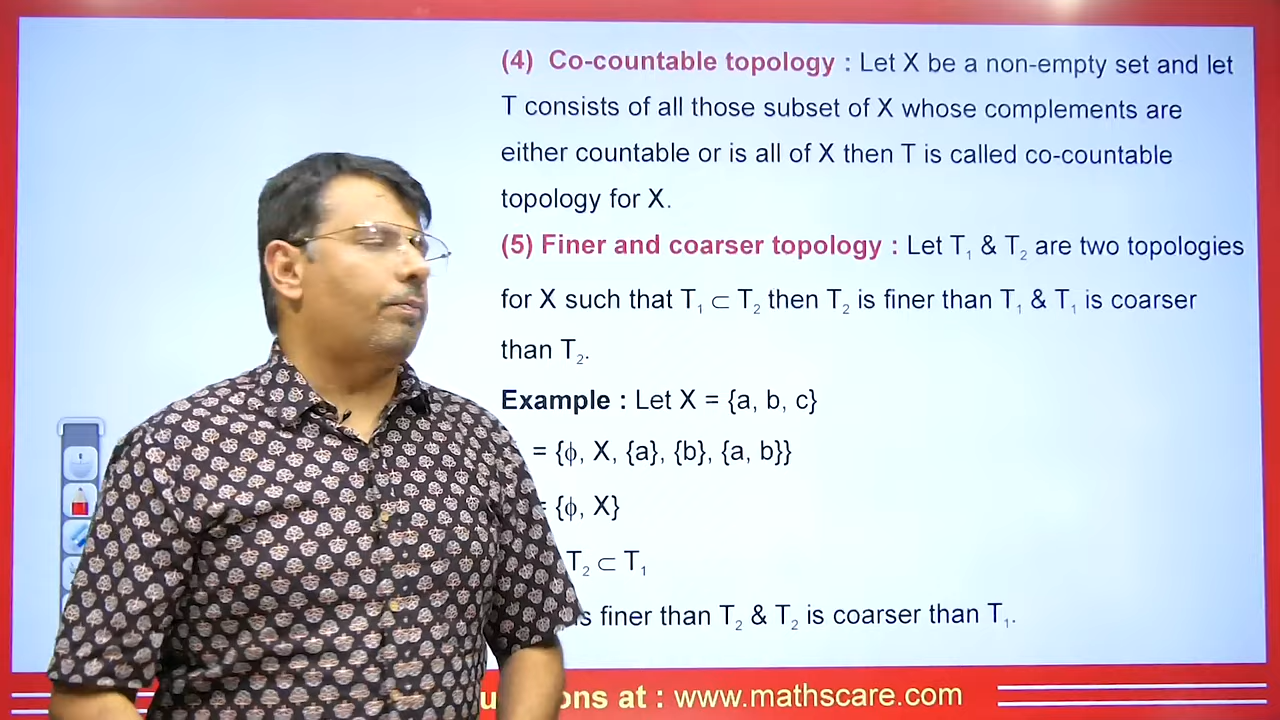 (4) Co-countable topology : Let X be a non-empty set and let
T consists of all those subset of X whose complements are
either countable or is all of X then T is called co-countable
topology for X.
(5) Finer and coarser topology : Let T₁ & T₂ are two topologies
for X such that T₁ ⊂ T₂ then T₂ is finer than T₁ & T₁ is coarser
than T₂.
Example : Let X = {a, b, c}
= {ϕ, X, {a}, {b}, {a, b}}
= {ϕ, X}
T₂ ⊂ T₁
is finer than T₂ & T₂ is coarser than T₁.
ons at : www.mathscare.com